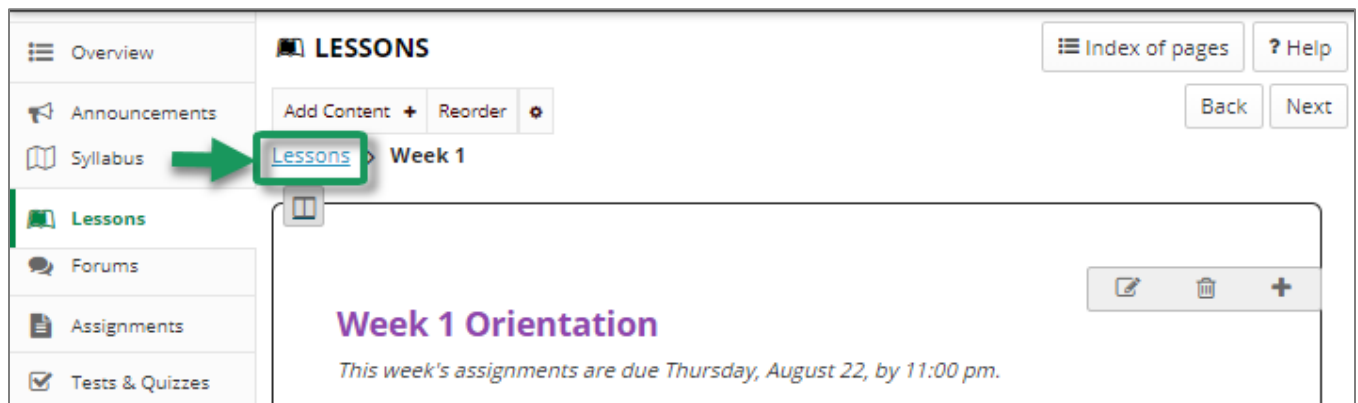 Overview
Announcements
Syllabus
Lessons
Forums
Assignments
Tests & Quizzes
LESSONS
Index of pages
? Help
Add Content +
Reorder
Back
Next
Lessons > Week 1
Week 1 Orientation
This week's assignments are due Thursday, August 22, by 11:00 pm.